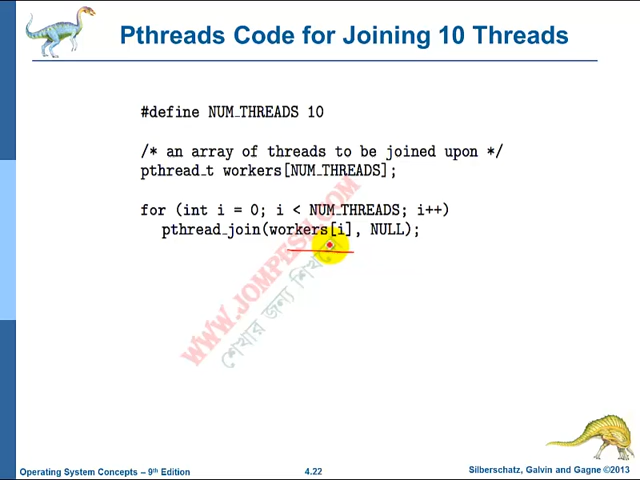 Pthreads Code for Joining 10 Threads
#define NUM_THREADS 10
/* an array of threads to be joined upon */
pthread_t workers[NUM_THREADS];
for (int i = 0; i < NUM_THREADS; i++)
pthread_join(workers[i], NULL);
WWW.JOMPESH.COM
শেখার জন্য শিখানো
Operating System Concepts – 9th Edition
4.22
Silberschatz, Galvin and Gagne ©2013